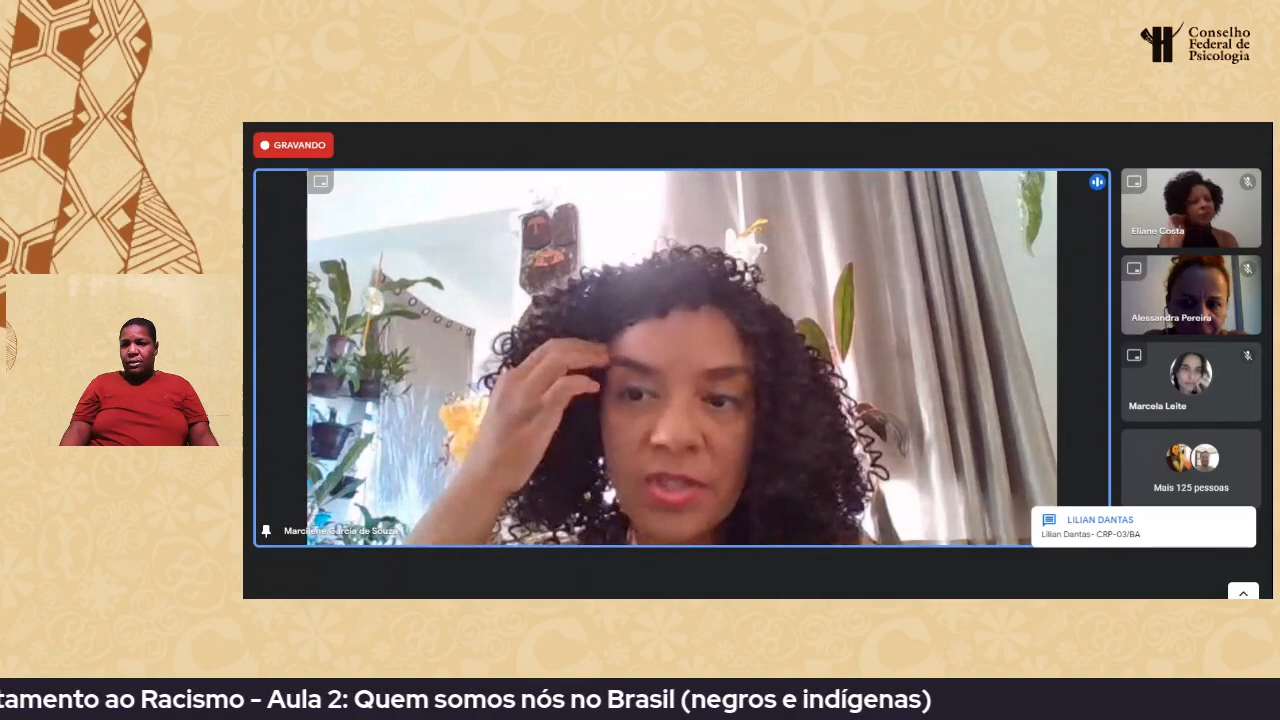 Conselho
Federal de
Psicologia
GRAVANDO
Eliane Costa
Alessandra Pereira
Marcela Leite
Mais 125 pessoas
Marcilene Garcia de Souza
LILIAN DANTAS
Lilian Dantas- CRP-03/BA
tamento ao Racismo - Aula 2: Quem somos nós no Brasil (negros e indígenas)